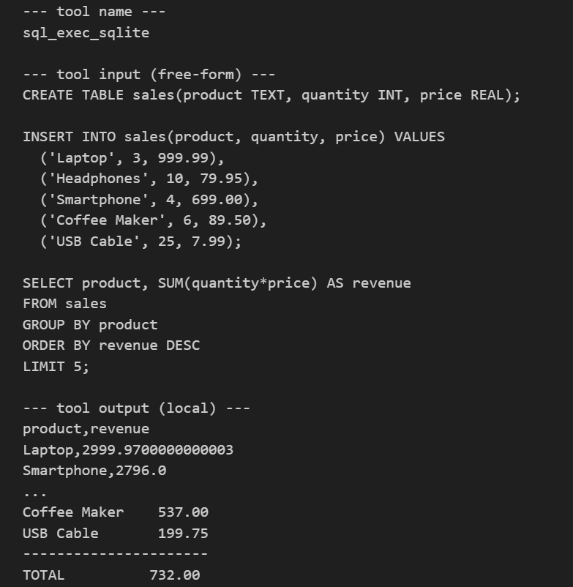 --- tool name ---
sql_exec_sqlite
--- tool input (free-form) ---
CREATE TABLE sales(product TEXT, quantity INT, price REAL);
INSERT INTO sales(product, quantity, price) VALUES
  ('Laptop', 3, 999.99),
  ('Headphones', 10, 79.95),
  ('Smartphone', 4, 699.00),
  ('Coffee Maker', 6, 89.50),
  ('USB Cable', 25, 7.99);
SELECT product, SUM(quantity*price) AS revenue
FROM sales
GROUP BY product
ORDER BY revenue DESC
LIMIT 5;
--- tool output (local) ---
product,revenue
Laptop,2999.9700000000003
Smartphone,2796.0
...
Coffee Maker    537.00
USB Cable       199.75
----------------------
TOTAL          732.00